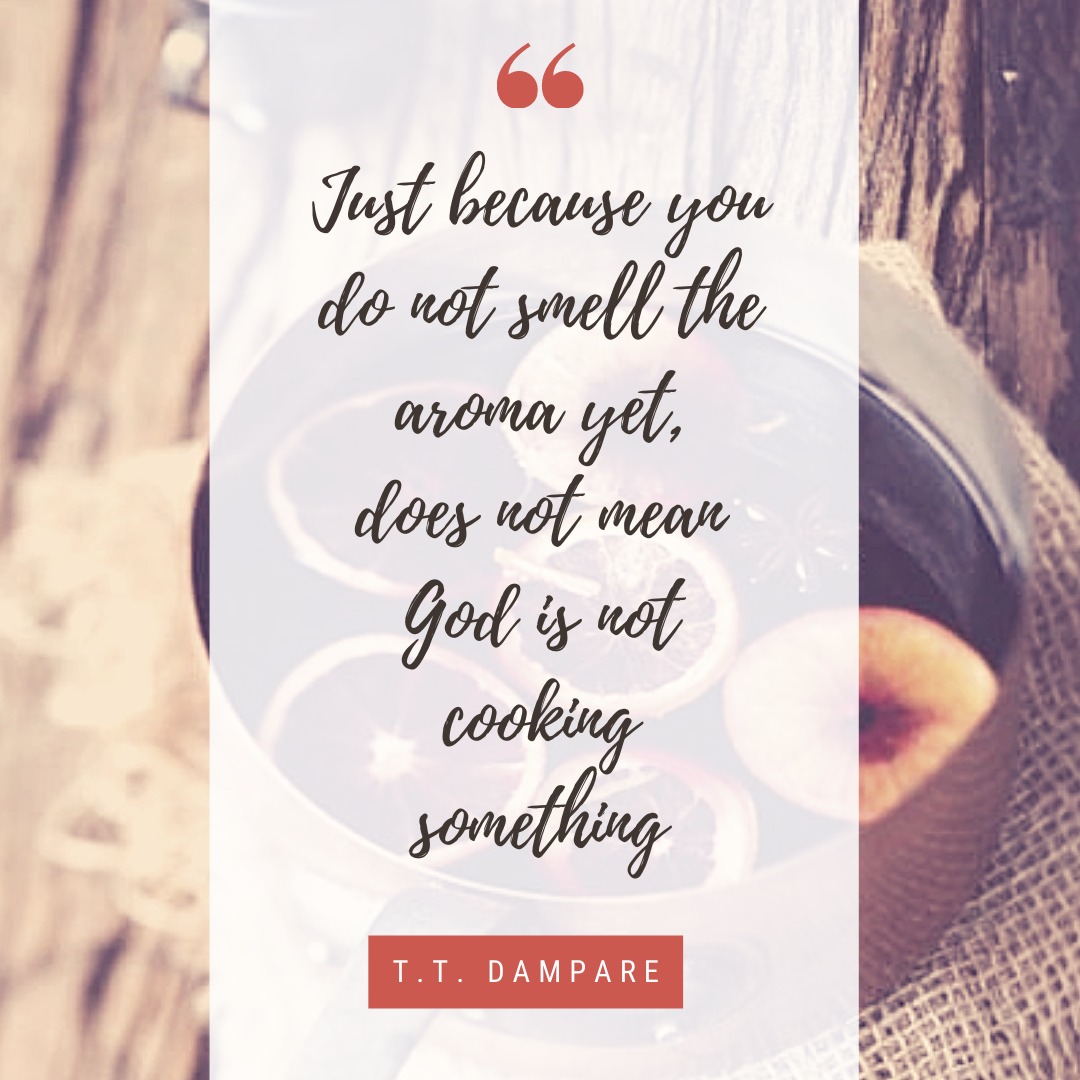 “
Just because you
do not smell the
aroma yet,
does not mean
God is not
cooking
something
T.T. DAMPARE